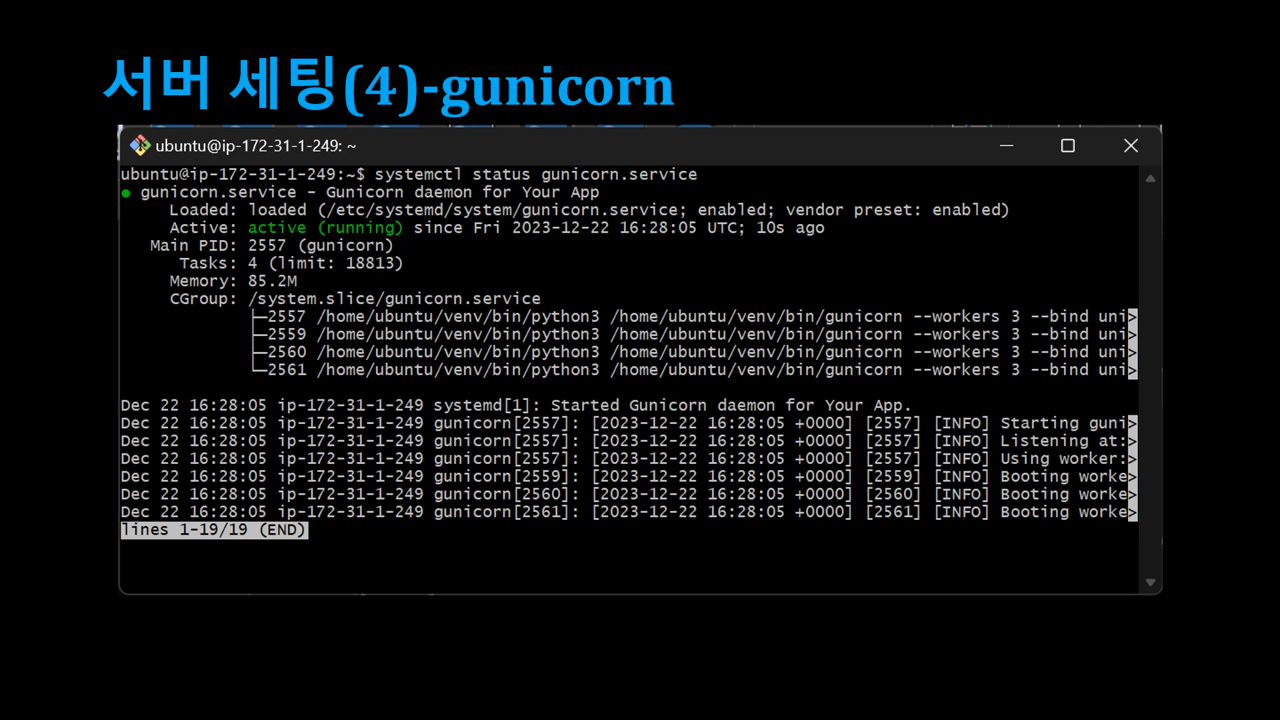 서버 세팅(4)-gunicorn
ubuntu@ip-172-31-1-249: ~
ubuntu@ip-172-31-1-249:~$ systemctl status gunicorn.service
● gunicorn.service - Gunicorn daemon for Your App
Loaded: loaded (/etc/systemd/system/gunicorn.service; enabled; vendor preset: enabled)
Active: active (running) since Fri 2023-12-22 16:28:05 UTC; 10s ago
Main PID: 2557 (gunicorn)
Tasks: 4 (limit: 18813)
Memory: 85.2M
CGroup: /system.slice/gunicorn.service
├─2557 /home/ubuntu/venv/bin/python3 /home/ubuntu/venv/bin/gunicorn --workers 3 --bind uni>
├─2559 /home/ubuntu/venv/bin/python3 /home/ubuntu/venv/bin/gunicorn --workers 3 --bind uni>
├─2560 /home/ubuntu/venv/bin/python3 /home/ubuntu/venv/bin/gunicorn --workers 3 --bind uni>
└─2561 /home/ubuntu/venv/bin/python3 /home/ubuntu/venv/bin/gunicorn --workers 3 --bind uni>
Dec 22 16:28:05 ip-172-31-1-249 systemd[1]: Started Gunicorn daemon for Your App.
Dec 22 16:28:05 ip-172-31-1-249 gunicorn[2557]: [2023-12-22 16:28:05 +0000] [2557] [INFO] Starting guni>
Dec 22 16:28:05 ip-172-31-1-249 gunicorn[2557]: [2023-12-22 16:28:05 +0000] [2557] [INFO] Listening at:>
Dec 22 16:28:05 ip-172-31-1-249 gunicorn[2557]: [2023-12-22 16:28:05 +0000] [2557] [INFO] Using worker:>
Dec 22 16:28:05 ip-172-31-1-249 gunicorn[2559]: [2023-12-22 16:28:05 +0000] [2559] [INFO] Booting worke>
Dec 22 16:28:05 ip-172-31-1-249 gunicorn[2560]: [2023-12-22 16:28:05 +0000] [2560] [INFO] Booting worke>
Dec 22 16:28:05 ip-172-31-1-249 gunicorn[2561]: [2023-12-22 16:28:05 +0000] [2561] [INFO] Booting worke>
lines 1-19/19 (END)